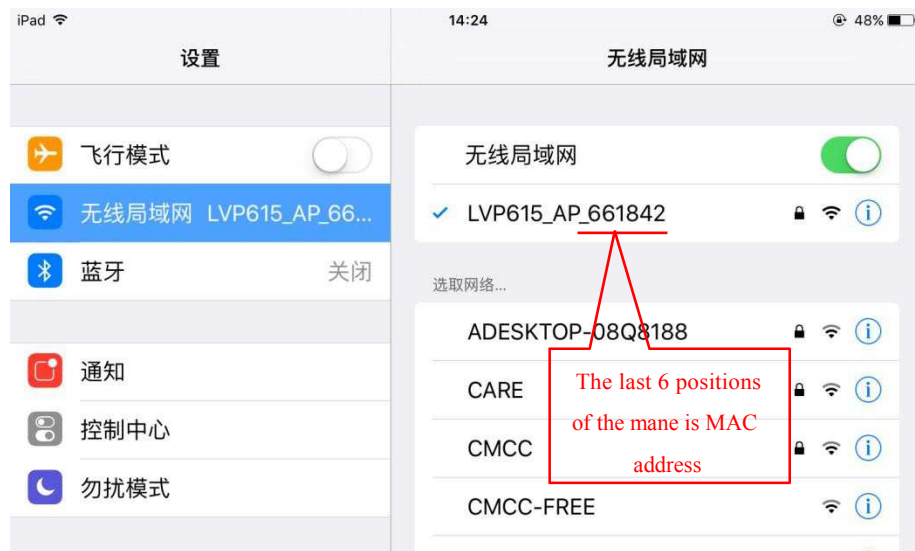 iPad
14:24
48%
设置
无线局域网
飞行模式
无线局域网 LVP615_AP_66...
蓝牙
关闭
通知
控制中心
勿扰模式
无线局域网
LVP615_AP_661842
选取网络...
ADESKTOP-08Q8188
CARE
CMCC
CMCC-FREE
The last 6 positions
of the mane is MAC
address